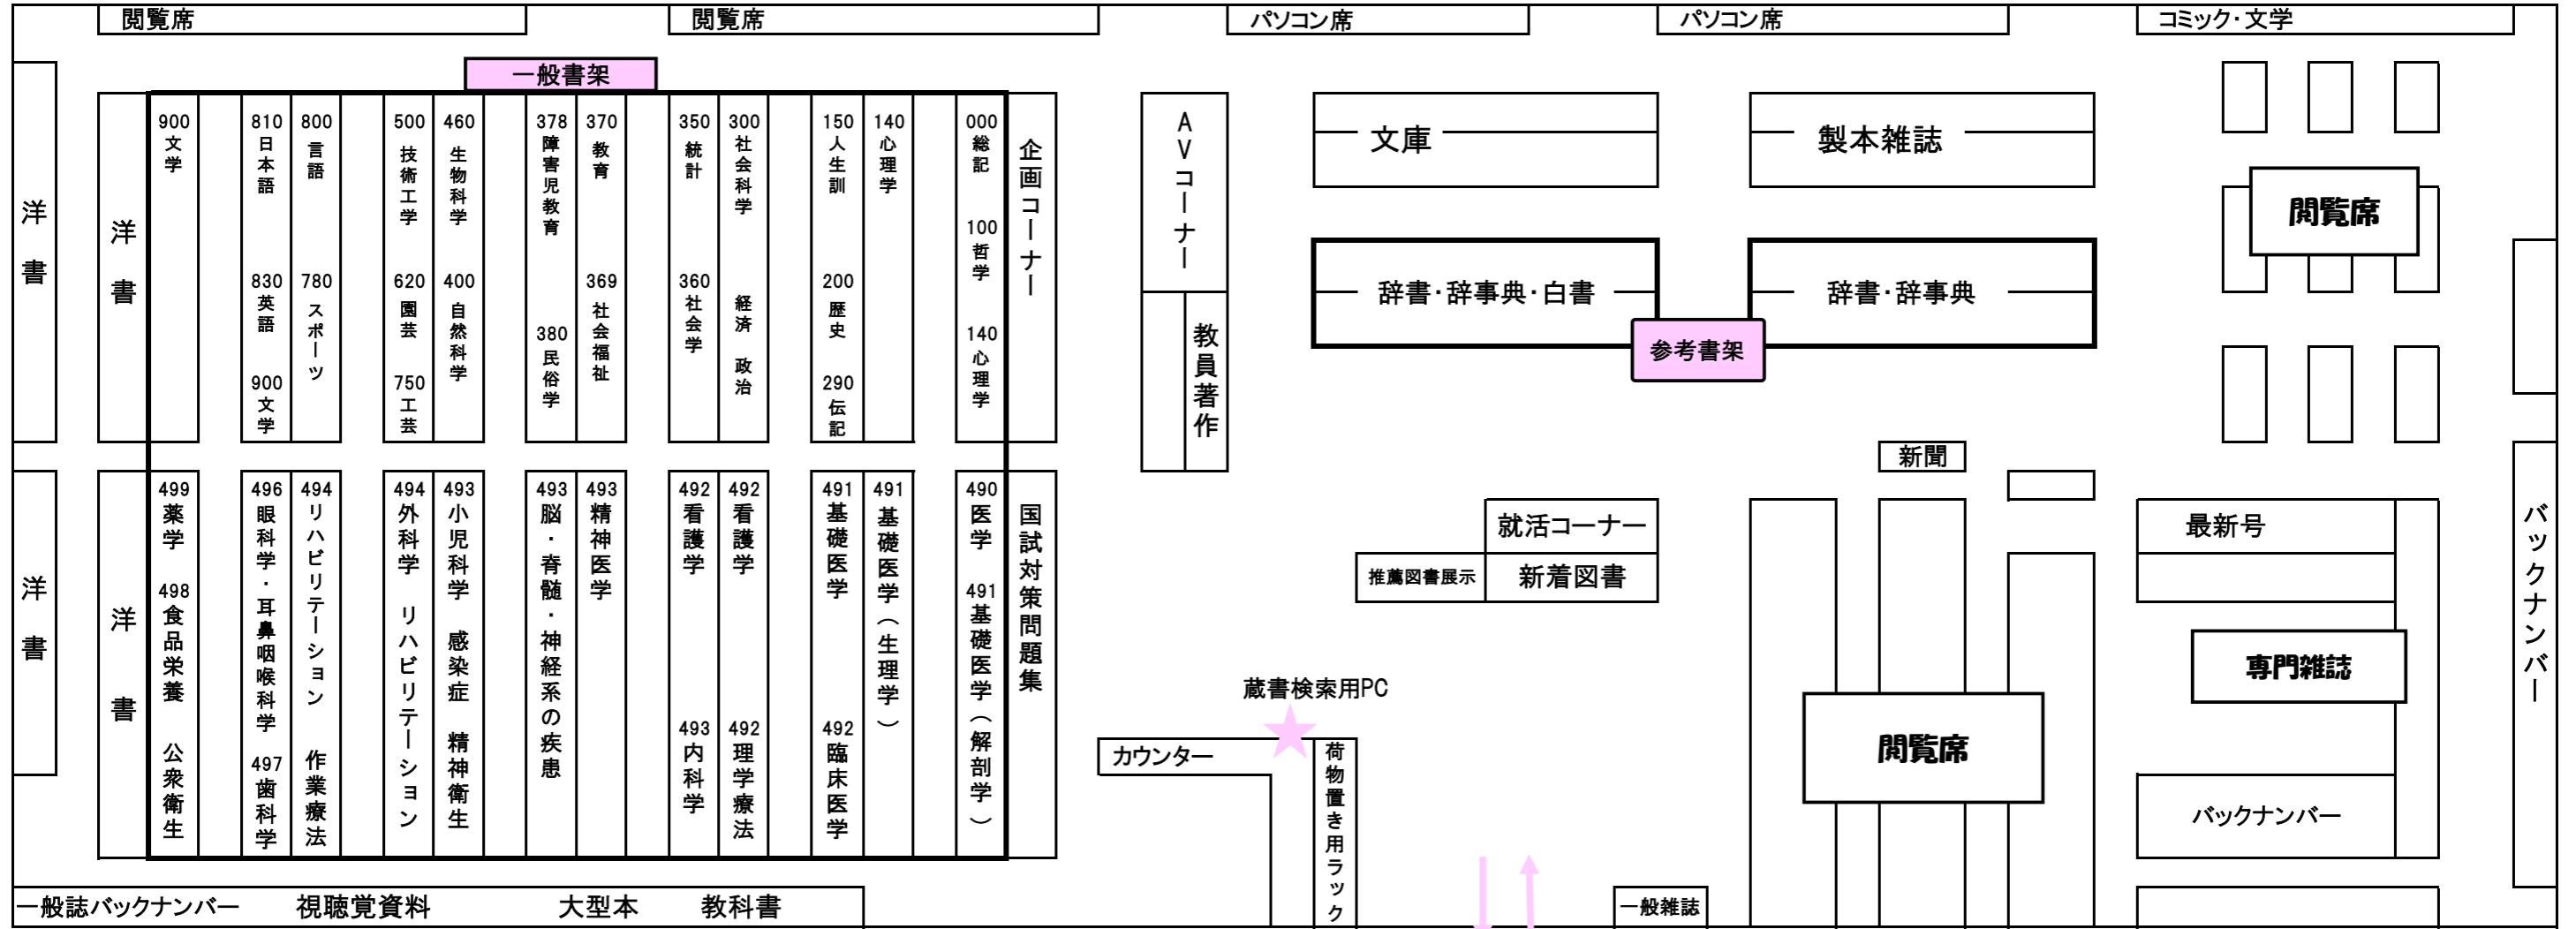 閲覧席
閲覧席
パソコン席
パソコン席
コミック・文学
一般書架
洋書
洋書
900 文学
810 日本語 830 英語 900 文学
800 言語 780 スポーツ
500 技術工学 620 園芸 750 工芸
460 生物科学 400 自然科学
378 障害児教育 380 民俗学
370 教育 369 社会福祉
350 統計 360 社会学
300 社会科学 経済 政治
150 人生訓 200 歴史 290 伝記
140 心理学
000 総記 100 哲学 140 心理学
企画コーナー
AVコーナー
教員著作
文庫
製本雑誌
辞書・辞事典・白書
辞書・辞事典
参考書架
閲覧席
洋書
洋書
499 薬学 498 食品栄養 公衆衛生
496 眼科学・耳鼻咽喉科学 497 歯科学
494 リハビリテーション 作業療法
494 外科学 リハビリテーション
493 小児科学 感染症 精神衛生
493 脳・脊髄・神経系の疾患
493 精神医学
492 看護学 493 内科学
492 看護学 492 理学療法
491 基礎医学 492 臨床医学
491 基礎医学(生理学)
490 医学 491 基礎医学(解剖学)
国試対策問題集
新聞
就活コーナー
推薦図書展示
新着図書
最新号
専門雑誌
バックナンバー
バックナンバー
閲覧席
蔵書検索用PC
カウンター
荷物置き用ラック
一般雑誌
一般誌バックナンバー 視聴覚資料 大型本 教科書